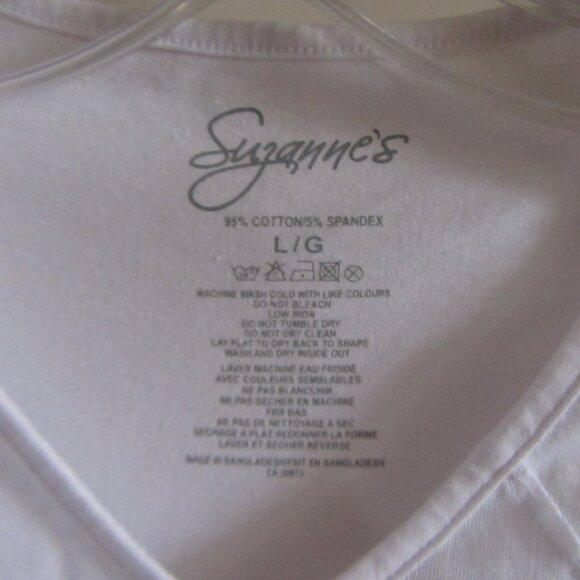 Suzanne's
95% COTTON/5% SPANDEX
L/G
MACHINE WASH COLD WITH LIKE COLOURS
DO NOT BLEACH
LOW IRON
DO NOT TUMBLE DRY
DO NOT DRY CLEAN
LAY FLAT TO DRY BACK TO SHAPE
WASH AND DRY INSIDE OUT
LAVER MACHINE EAU FROIDE
AVEC COULEURS SEMBLABLES
NE PAS BLANC'HIR
NE PAS SECHER EN MACHINE
FER BAS
NE PAS DE NETTOYAGE A SEC
SECHAGE A PLAT REDONNER LA FORME
LAVER ET SECHER REVERSE
MADE IN BANGLADESH/FAIT EN BANGLADESH
CA